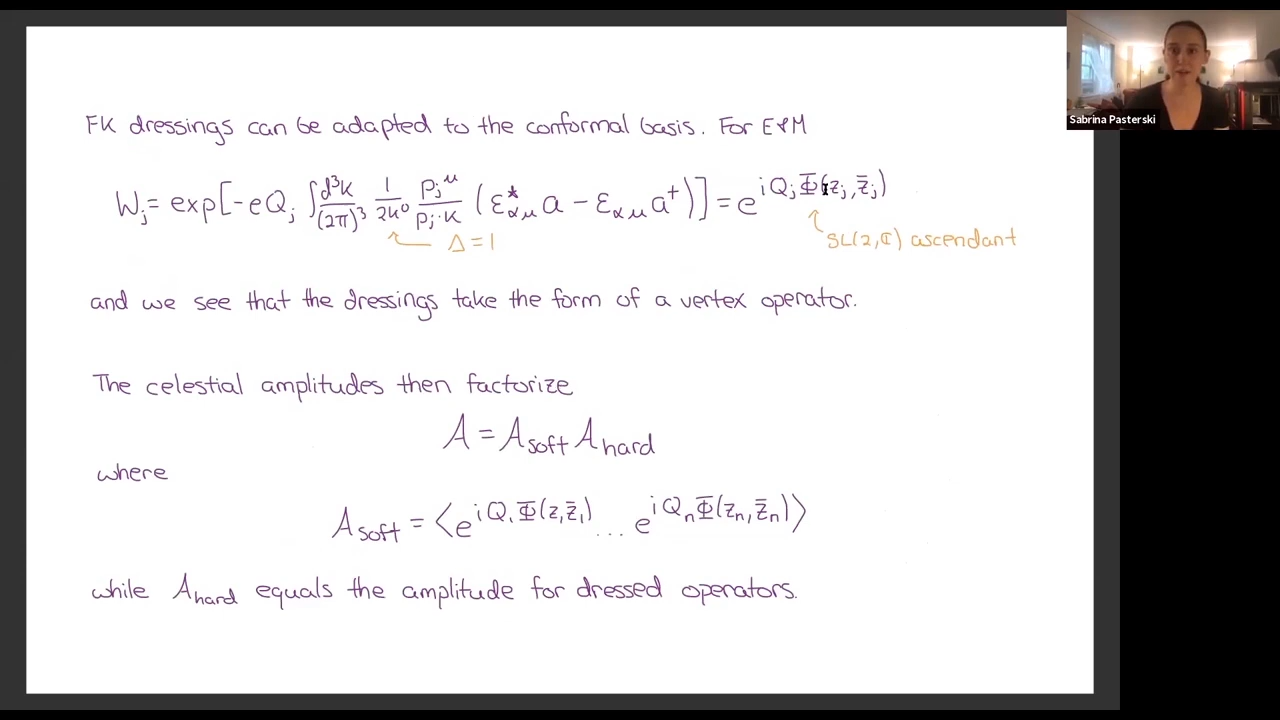 Sabrina Pasterski
FK dressings can be adapted to the conformal basis. For E&M
W_j = exp[-eQ_j ∫ d³k/(2π)³ 1/2k⁰ p_j^μ/p_j·k (ε*_αμ a - ε_αμ a†)] = e^{iQ_jΦ(z_j, z̄_j)}
Δ=1
SL(2,ℂ) ascendant
and we see that the dressings take the form of a vertex operator.
The celestial amplitudes then factorize
A = A_soft A_hard
where
A_soft = ⟨e^{iQ_1Φ(z, z̄_1)} ... e^{iQ_nΦ(z_n, z̄_n)}⟩
while A_hard equals the amplitude for dressed operators.